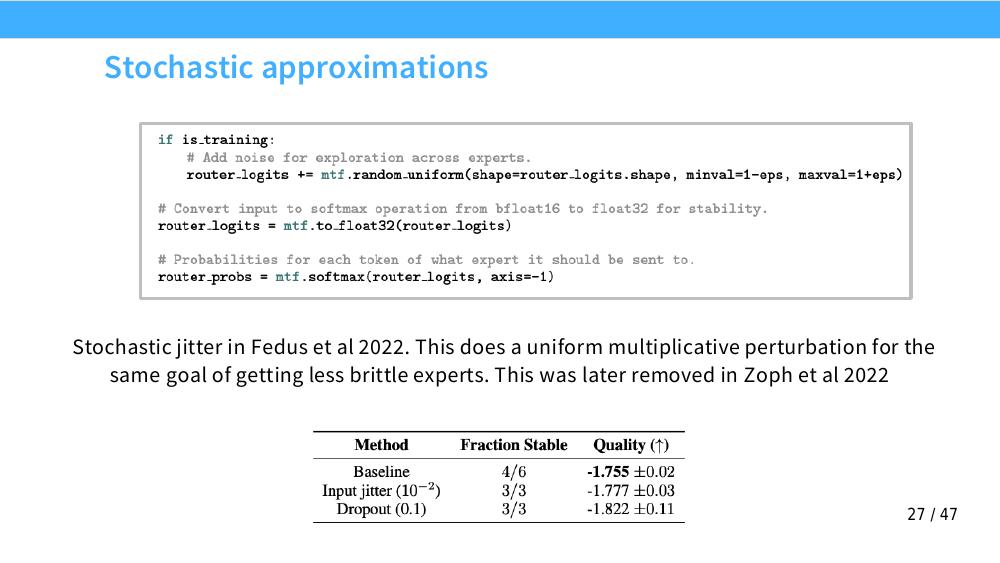 Stochastic approximations
if is_training:
# Add noise for exploration across experts.
router_logits += mtf.random_uniform(shape=router_logits.shape, minval=1-eps, maxval=1+eps)
# Convert input to softmax operation from bfloat16 to float32 for stability.
router_logits = mtf.to_float32(router_logits)
# Probabilities for each token of what expert it should be sent to.
router_probs = mtf.softmax(router_logits, axis=-1)
Stochastic jitter in Fedus et al 2022. This does a uniform multiplicative perturbation for the
same goal of getting less brittle experts. This was later removed in Zoph et al 2022
Method Fraction Stable Quality (↑)
Baseline 4/6 -1.755 ±0.02
Input jitter (10⁻²) 3/3 -1.777 ±0.03
Dropout (0.1) 3/3 -1.822 ±0.11
27 / 47